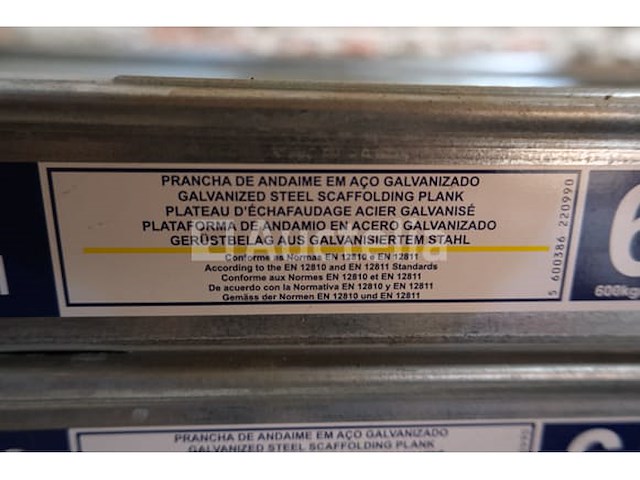 PRANCHA DE ANDAIME EM AÇO GALVANIZADO
GALVANIZED STEEL SCAFFOLDING PLANK
PLATEAU D'ÉCHAFAUDAGE ACIER GALVANISÉ
PLATAFORMA DE ANDAMIO EN ACERO GALVANIZADO
GERÜSTBELAG AUS GALVANISIERTEM STAHL
Auctelia
Conforme as Normas EN 12810 e EN 12811
According to the EN 12810 and EN 12811 Standards
Conforme aux Normes EN 12810 et EN 12811
De acuerdo con la Normativa EN 12810 y EN 12811
Gemäss der Normen EN 12810 und EN 12811
5 600386 220990
6
600kg
PRANCHA DE ANDAIME EM AÇO GALVANIZADO
GALVANIZED STEEL SCAFFOLDING PLANK